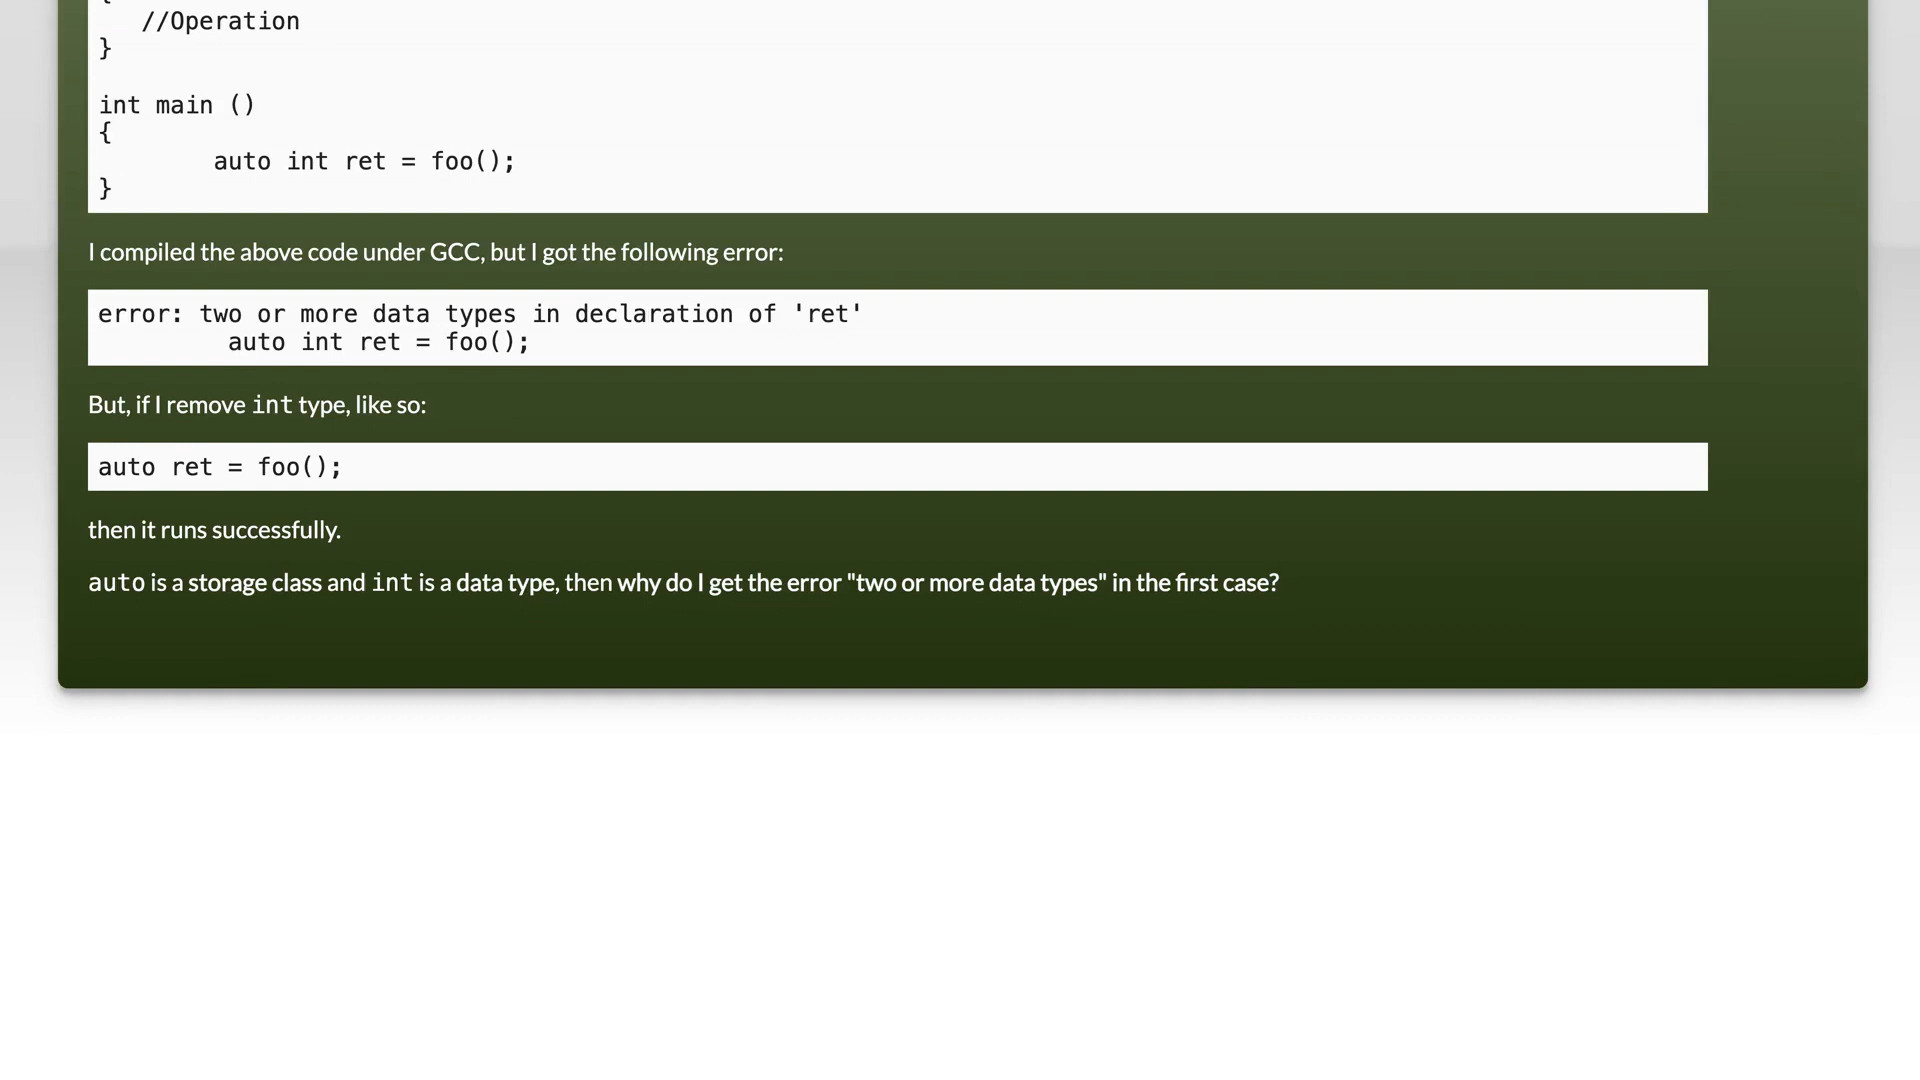 {
//Operation
}
int main ()
{
auto int ret = foo();
}
I compiled the above code under GCC, but I got the following error:
error: two or more data types in declaration of 'ret'
auto int ret = foo();
But, if I remove int type, like so:
auto ret = foo();
then it runs successfully.
auto is a storage class and int is a data type, then why do I get the error "two or more data types" in the first case?